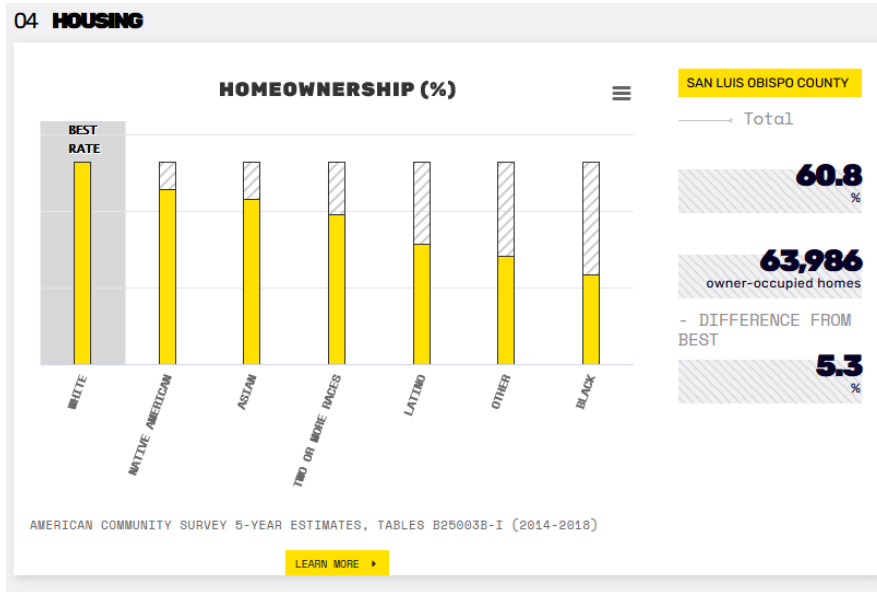 04 HOUSING
HOMEOWNERSHIP (%)
BEST
RATE
WHITE
NATIVE AMERICAN
ASIAN
TWO OR MORE RACES
LATINO
OTHER
BLACK
AMERICAN COMMUNITY SURVEY 5-YEAR ESTIMATES, TABLES B25003B-I (2014-2018)
LEARN MORE
SAN LUIS OBISPO COUNTY
Total
60.8
%
63,986
owner-occupied homes
- DIFFERENCE FROM
BEST
5.3
%